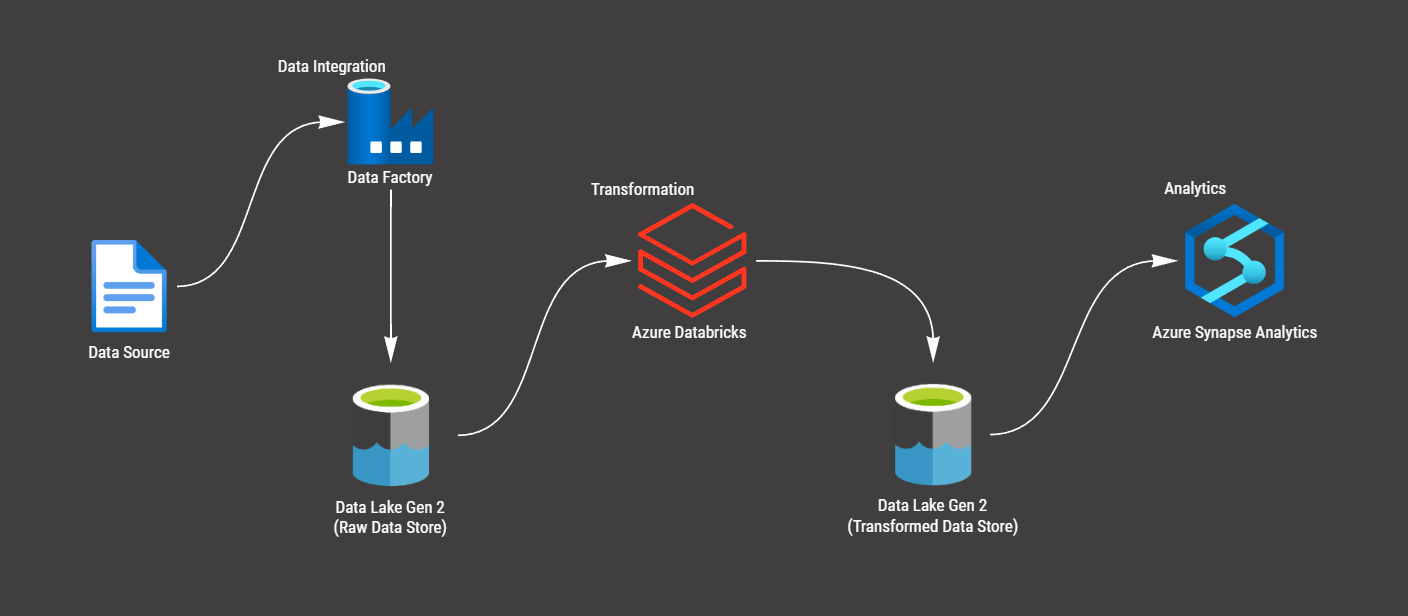 Data Integration
Data Factory
Data Source
Data Lake Gen 2
(Raw Data Store)
Transformation
Azure Databricks
Data Lake Gen 2
(Transformed Data Store)
Analytics
Azure Synapse Analytics